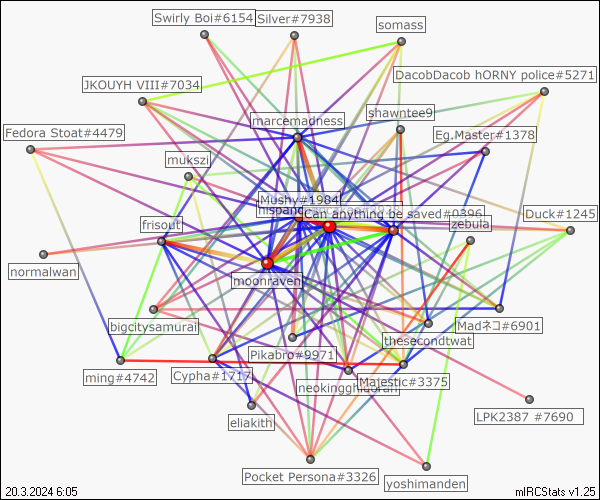 Swirly Boi#6154
Silver#7938
somass
JKOUYH VIII#7034
DacobDacob hORNY police#5271
marcemadness
shawntee9
Fedora Stoat#4479
Eg.Master#1378
mukszi
Mushy#1984
Can anything be saved#0396
Duck#1245
frisout
zebula
normalwan
moonraven
bigcitysamurai
Madネコ#6901
thesecondtwat
Pikabro#9971
ming#4742
Cypha#1717
Majestic#3375
eliakith
LPK2387 #7690
Pocket Persona#3326
yoshimanden
20.3.2024 6:05
mIRCStats v1.25